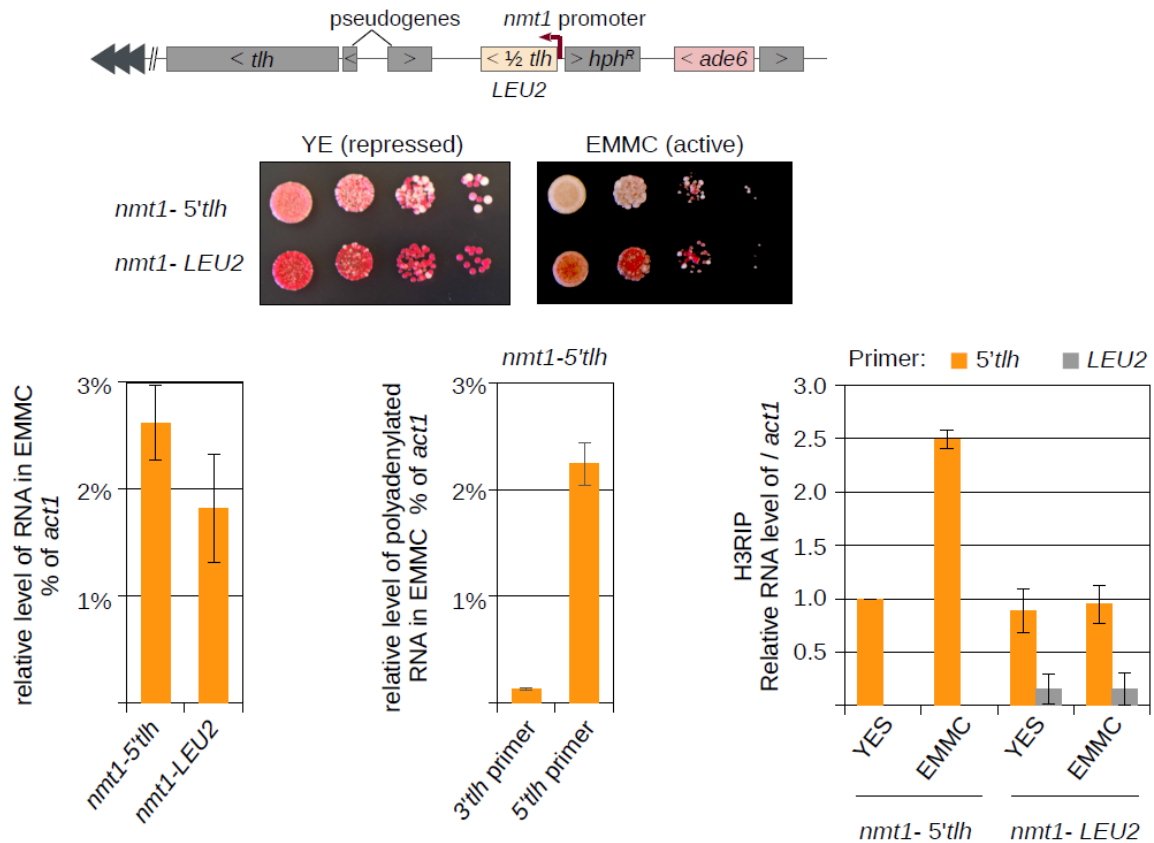 pseudogenes
nmt1 promoter
//
< tlh
<
>
< ½ tlh
> hphᴿ
< ade6
>
LEU2
YE (repressed)
EMMC (active)
nmt1- 5'tlh
nmt1- LEU2
relative level of RNA in EMMC
% of act1
3%
2%
1%
nmt1-5'tlh
nmt1-LEU2
nmt1-5'tlh
relative level of polyadenylated
RNA in EMMC % of act1
3%
2%
1%
3'tlh primer
5'tlh primer
Primer:
5'tlh
LEU2
H3RIP
Relative RNA level of / act1
3.0
2.5
2.0
1.5
1.0
0.5
YES
EMMC
YES
EMMC
nmt1- 5'tlh
nmt1- LEU2